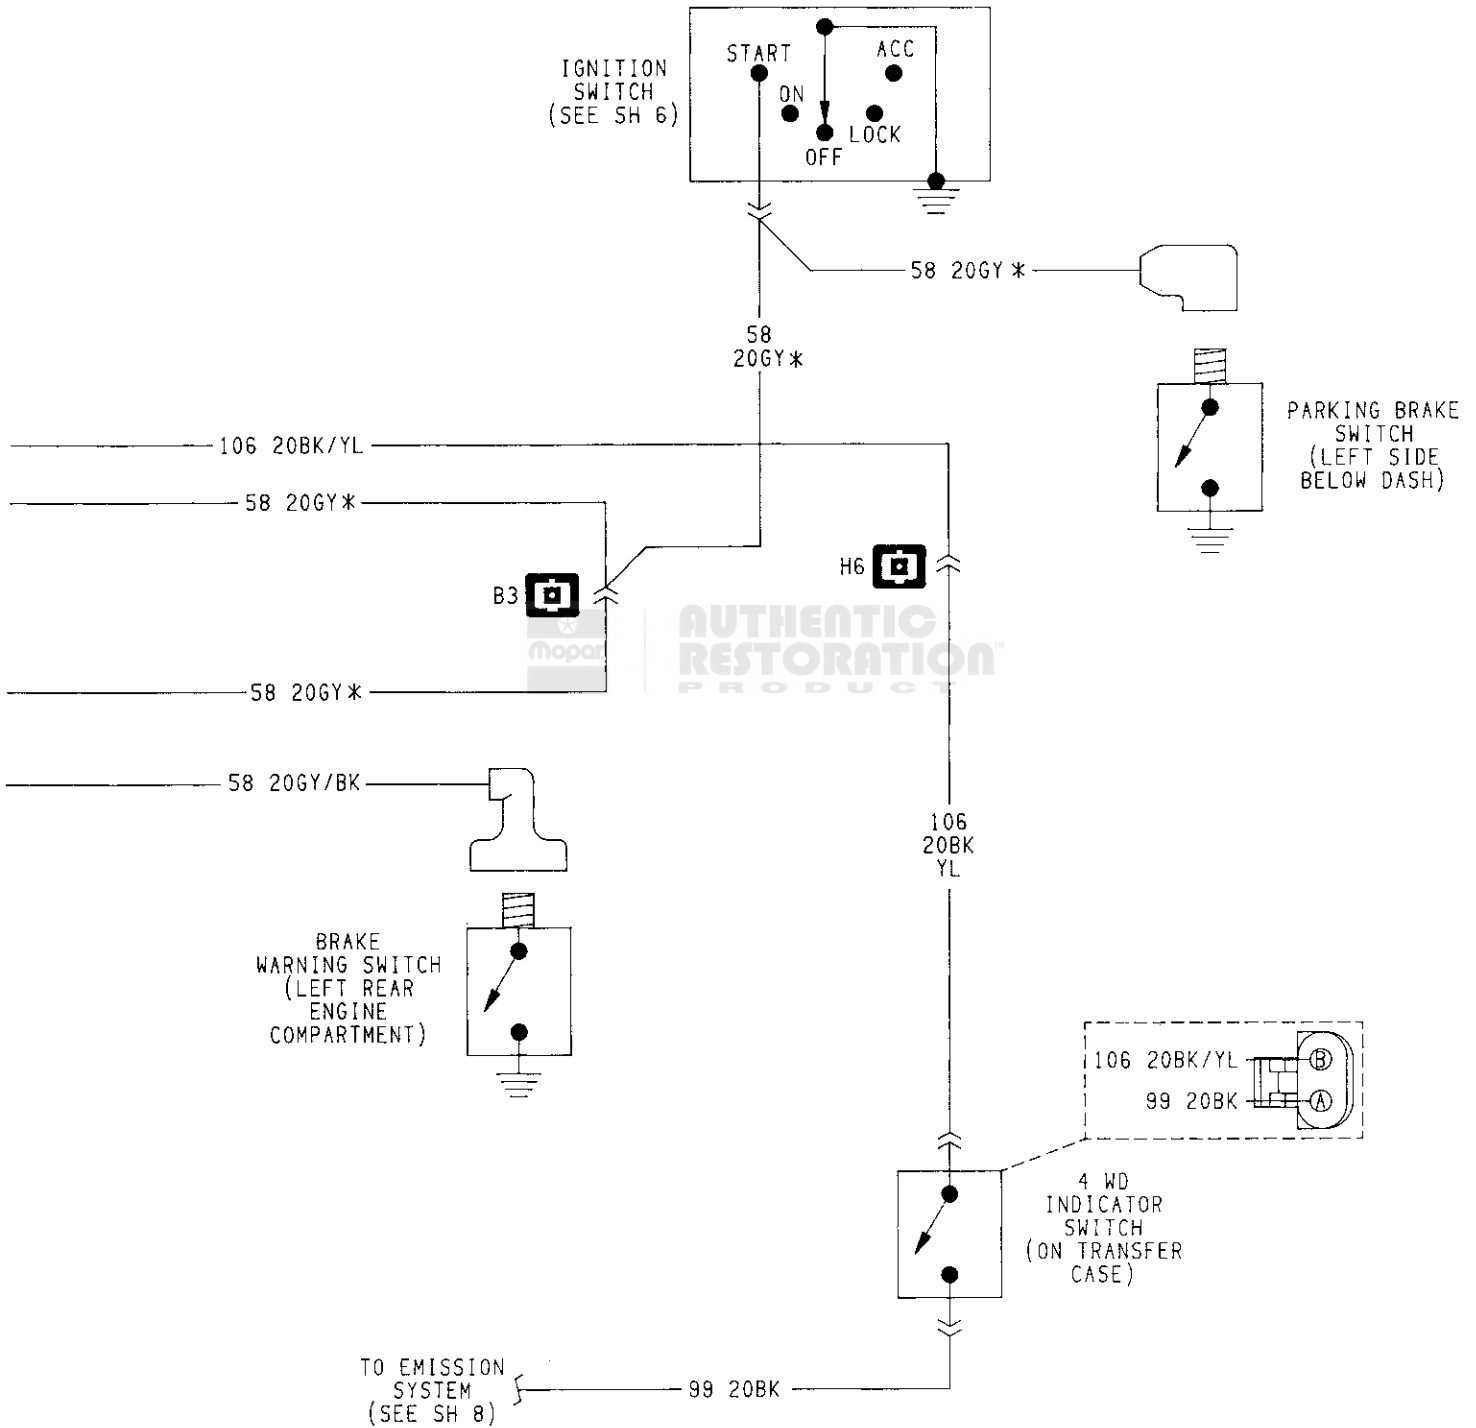 IGNITION
SWITCH
(SEE SH 6)
START
ACC
ON
LOCK
OFF
58 20GY*
58
20GY*
PARKING BRAKE
SWITCH
(LEFT SIDE
BELOW DASH)
106 20BK/YL
58 20GY*
H6
B3
Mopar
AUTHENTIC
RESTORATION™
PRODUCT
58 20GY*
58 20GY/BK
106
20BK
YL
BRAKE
WARNING SWITCH
(LEFT REAR
ENGINE
COMPARTMENT)
106 20BK/YL
B
99 20BK
A
4 WD
INDICATOR
SWITCH
(ON TRANSFER
CASE)
TO EMISSION
SYSTEM
(SEE SH 8)
99 20BK